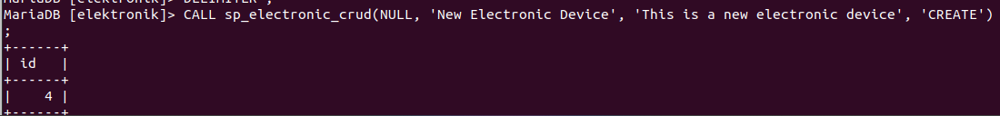 MariaDB [elektronik]> DELIMITER ;
MariaDB [elektronik]> CALL sp_electronic_crud(NULL, 'New Electronic Device', 'This is a new electronic device', 'CREATE')
;
+------+
| id   |
+------+
|    4 |
+------+